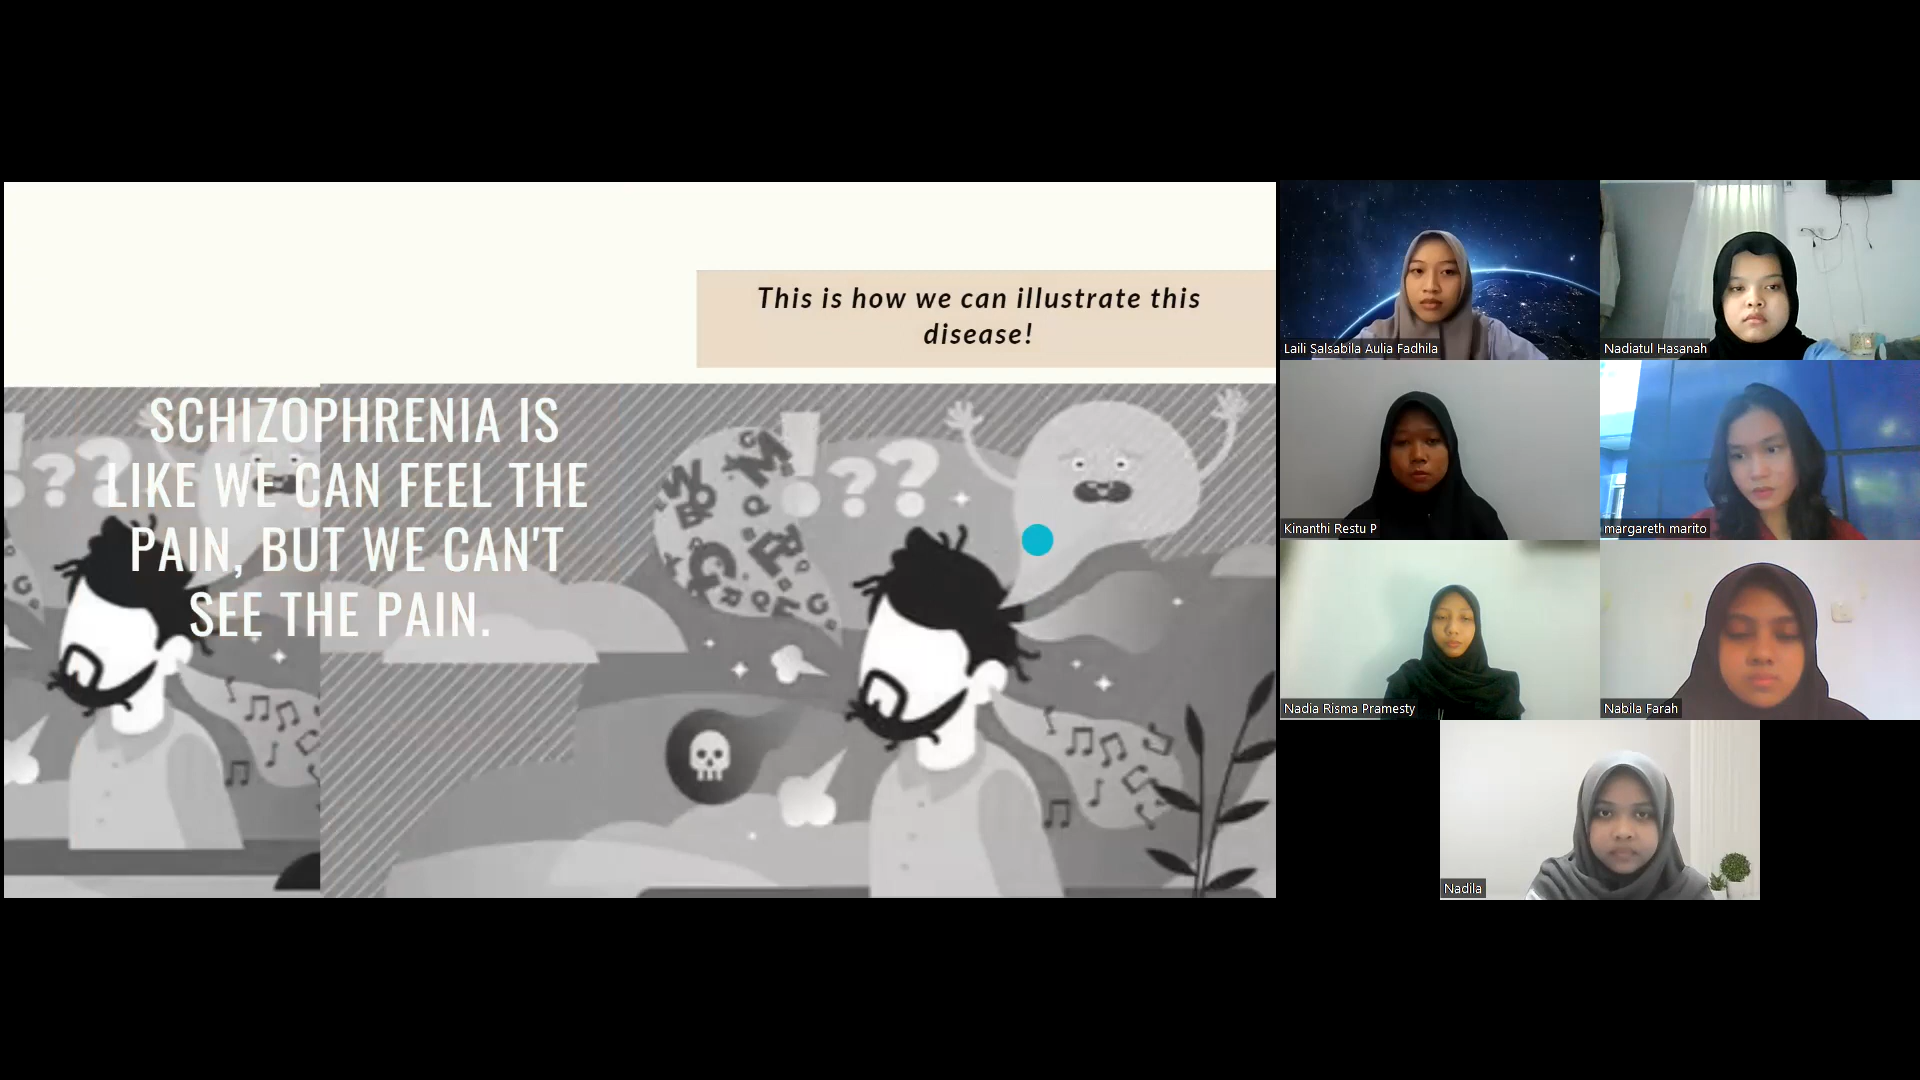 This is how we can illustrate this
disease!
SCHIZOPHRENIA IS
LIKE WE CAN FEEL THE
PAIN, BUT WE CAN'T
SEE THE PAIN.
Laili Salsabila Aulia Fadhila
Nadiatul Hasanah
Kinanthi Restu P
margareth marito
Nadia Risma Pramesty
Nabila Farah
Nadila